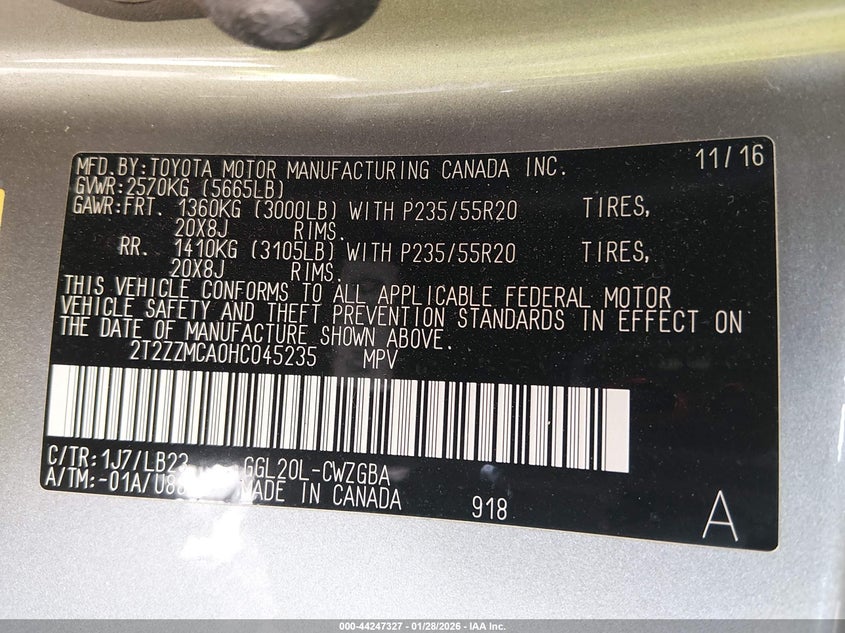 MFD.BY:TOYOTA MOTOR MANUFACTURING CANADA INC. 11/16
GVWR:2570KG (5665LB)
GAWR:FRT. 1360KG (3000LB) WITH P235/55R20 TIRES,
20X8J RIMS.
RR. 1410KG (3105LB) WITH P235/55R20 TIRES,
20X8J RIMS.
THIS VEHICLE CONFORMS TO ALL APPLICABLE FEDERAL MOTOR
VEHICLE SAFETY AND THEFT PREVENTION STANDARDS IN EFFECT ON
THE DATE OF MANUFACTURE SHOWN ABOVE.
2T2ZZMCA0HC045235 MPV
C/TR:1J7/LB23 GGL20L-CWZGBA
A/TM:-01A/ MADE IN CANADA 918 A
000-44247327 - 01/28/2026 - IAA Inc.